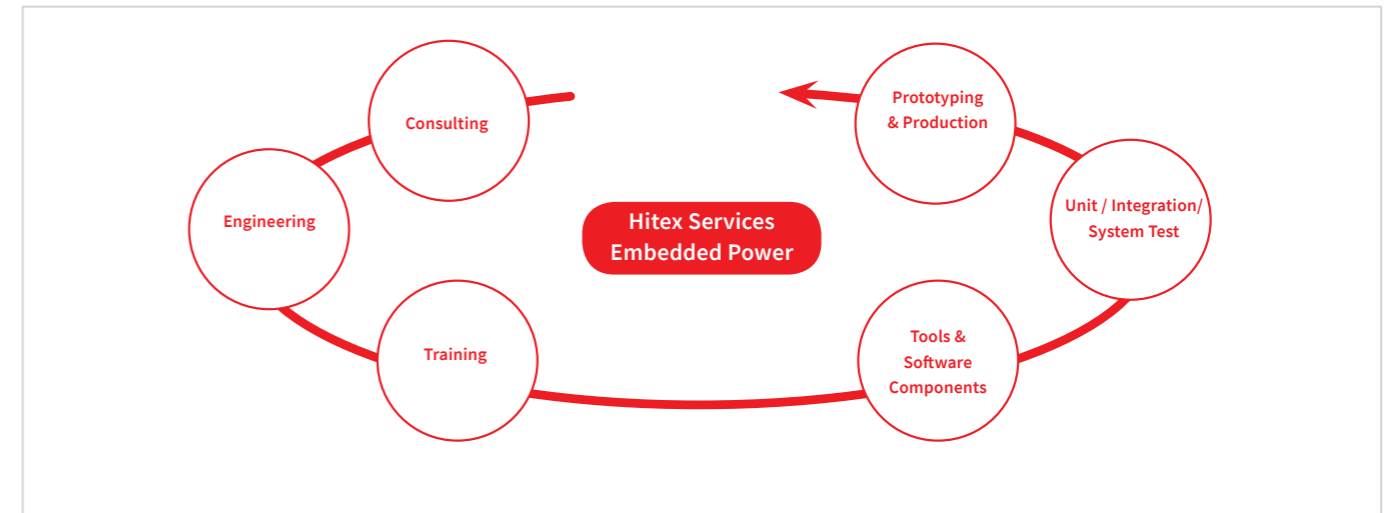 Consulting
Engineering
Training
Hitex Services
Embedded Power
Prototyping
& Production
Unit / Integration/
System Test
Tools &
Software
Components